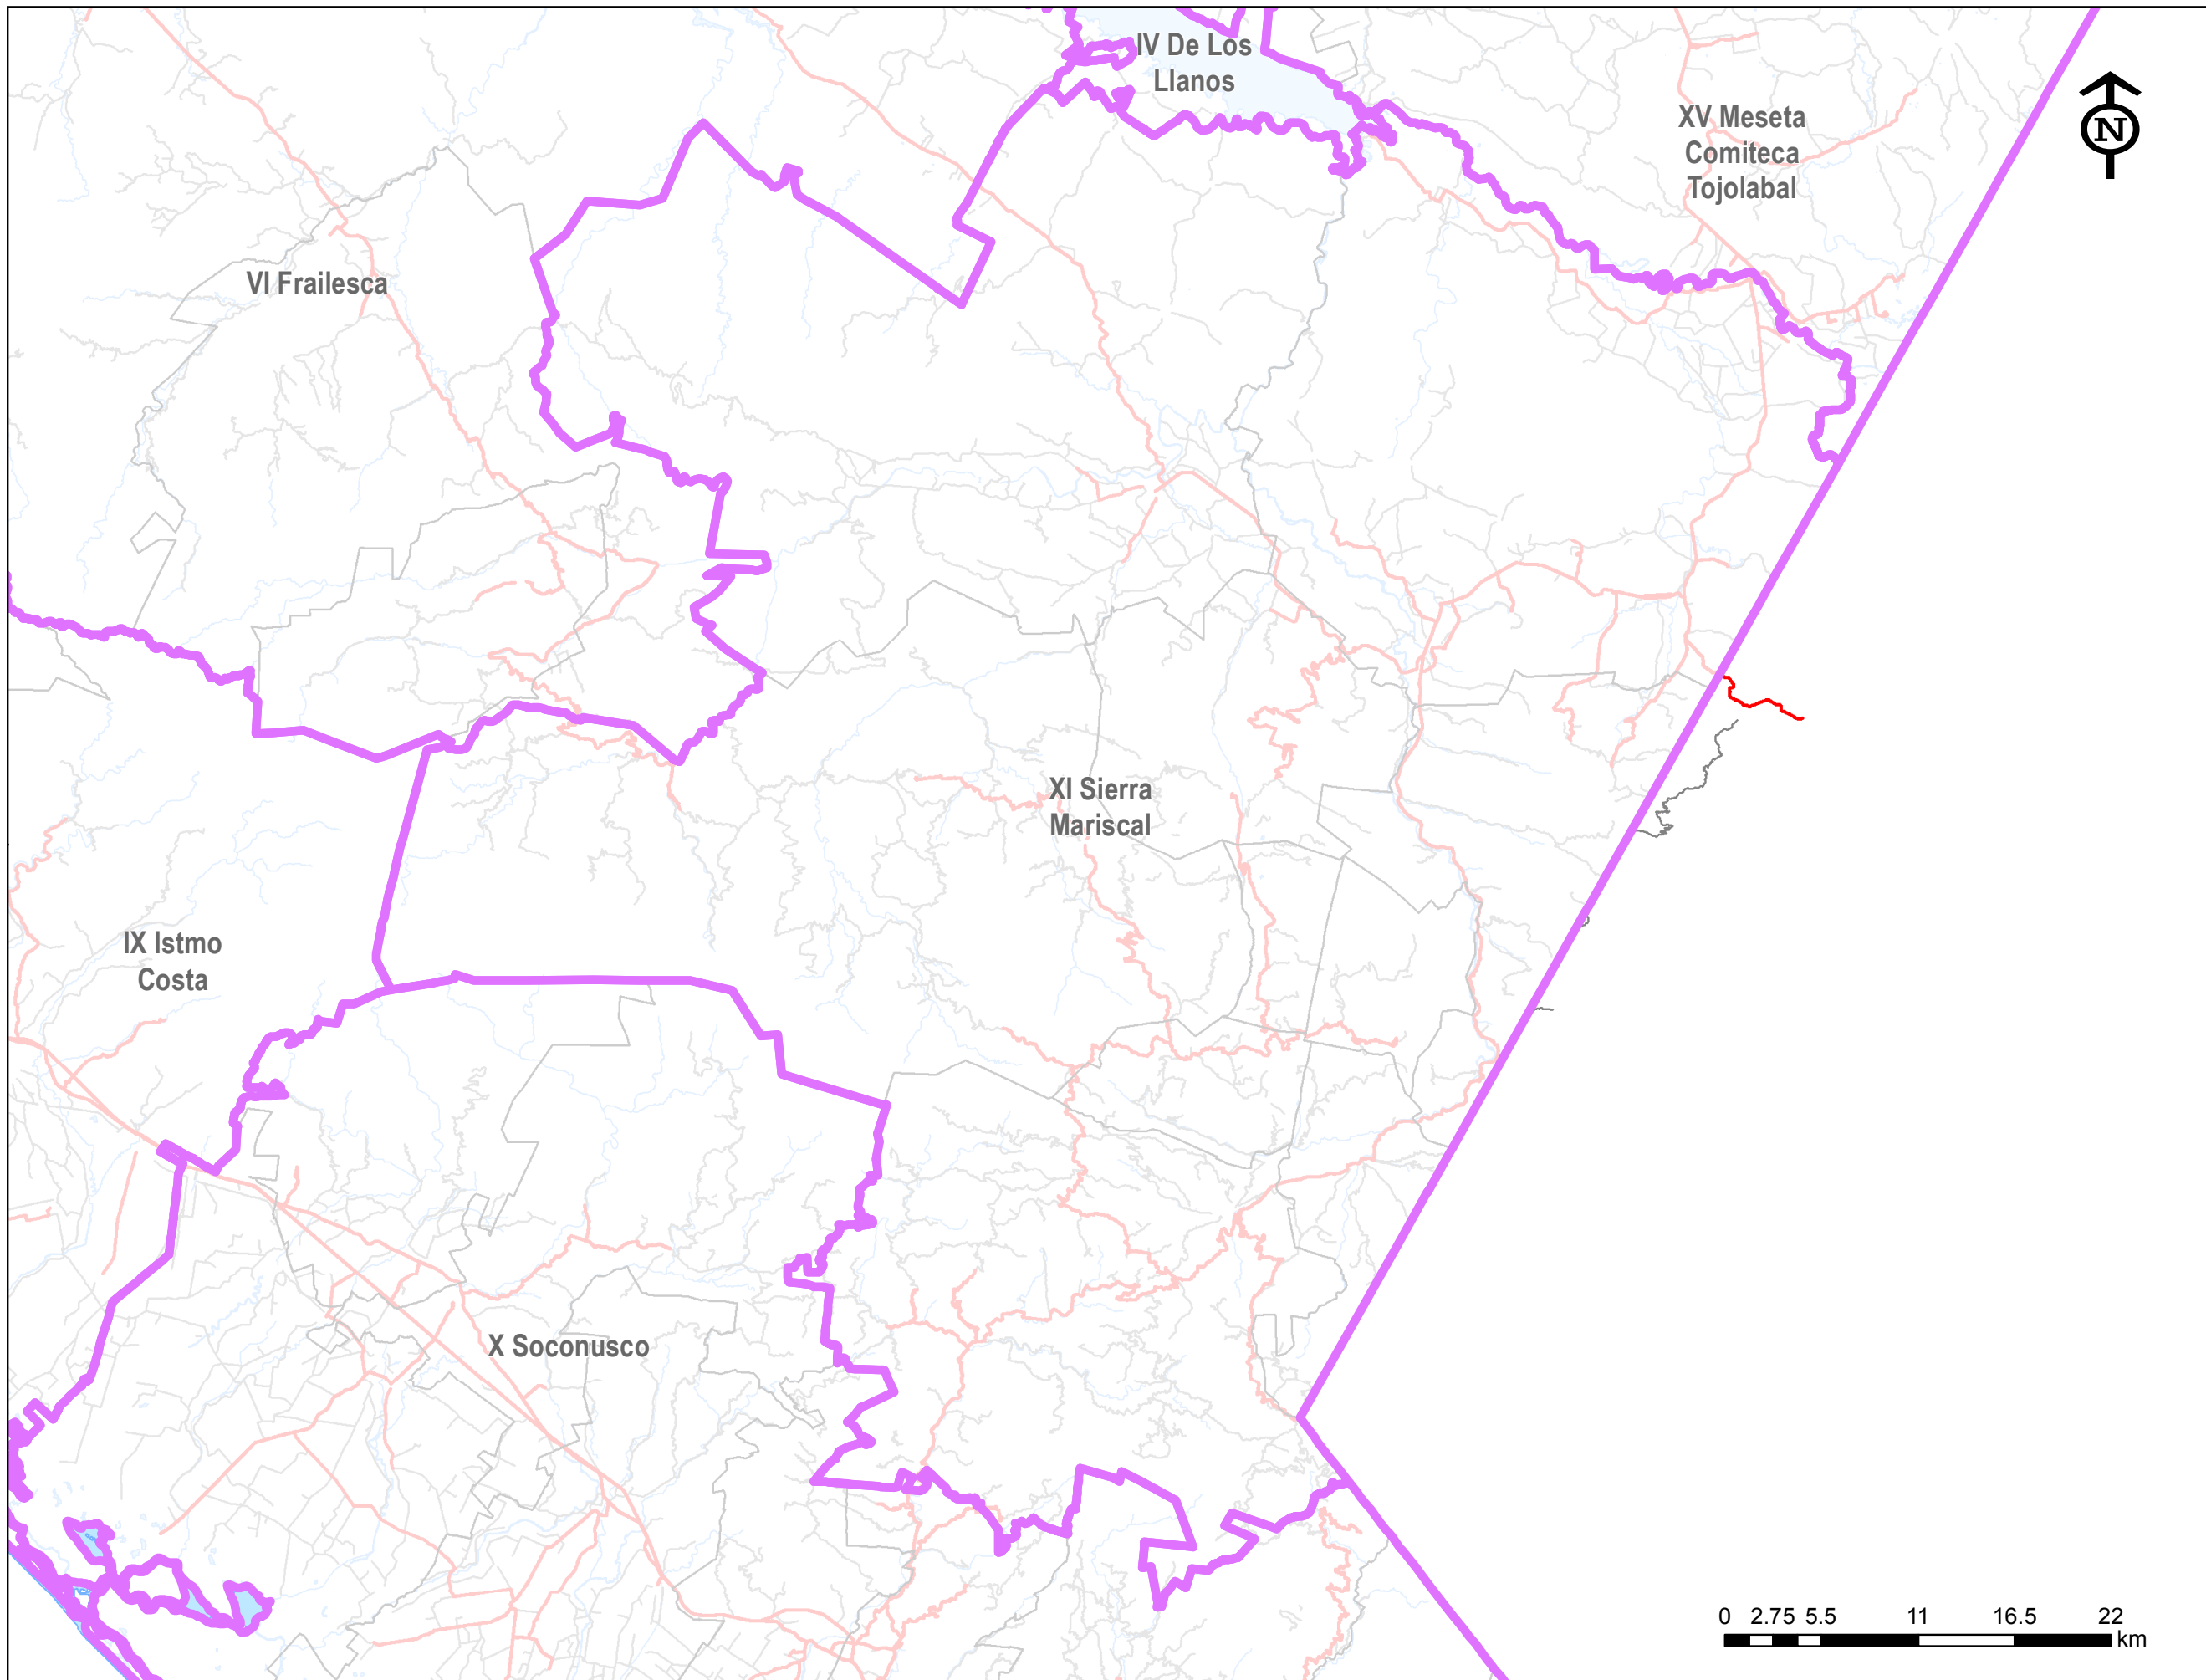 IV De Los
Llanos
XV Meseta
Comiteca
Tojolabal
N
VI Frailesca
XI Sierra
Mariscal
IX Istmo
Costa
X Soconusco
0 2.75 5.5 11 16.5 22
km